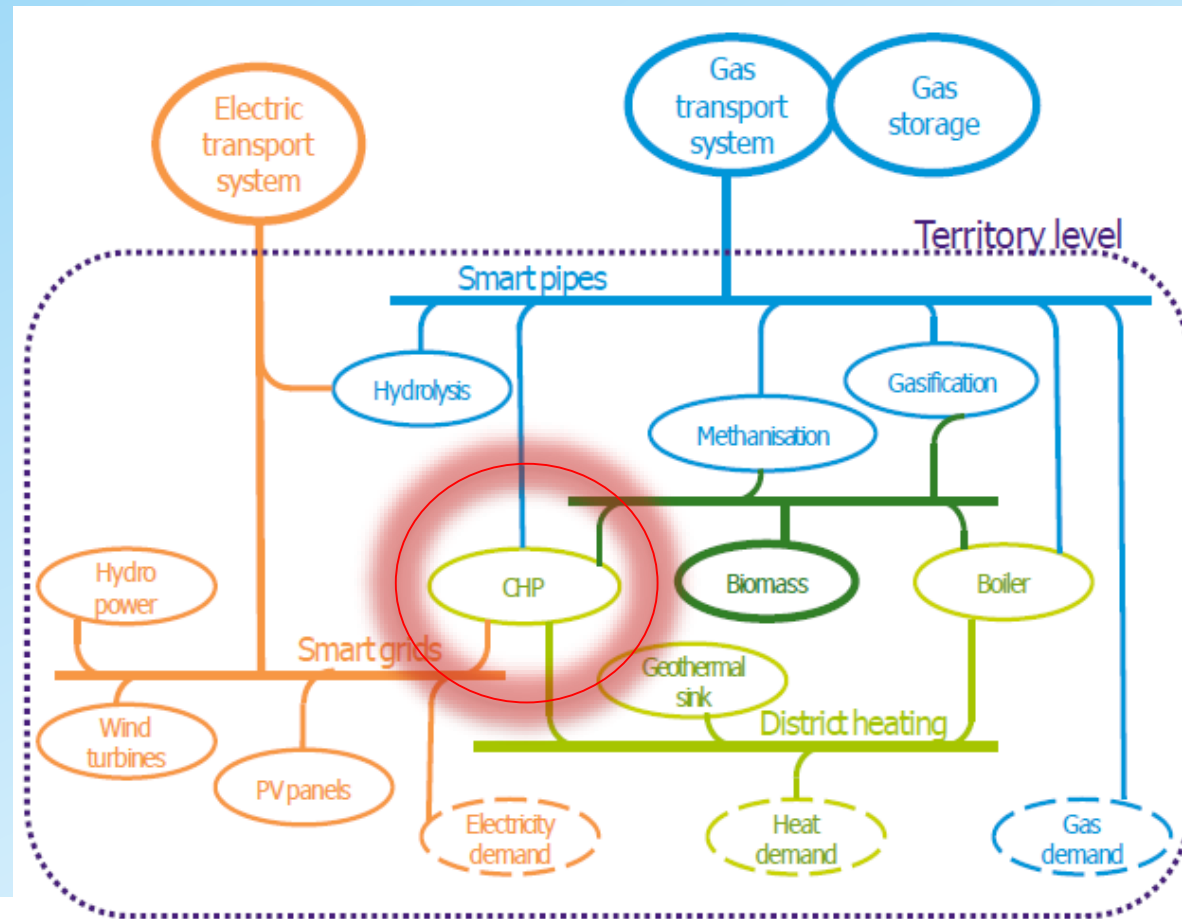 Electric
transport
system
Gas
transport
system
Gas
storage
Territory level
Smart pipes
Hydrolysis
Gasification
Methanisation
Hydro
power
CHP
Biomass
Boiler
Smart grids
Geothermal
sink
Wind
turbines
District heating
PV panels
Electricity
demand
Heat
demand
Gas
demand